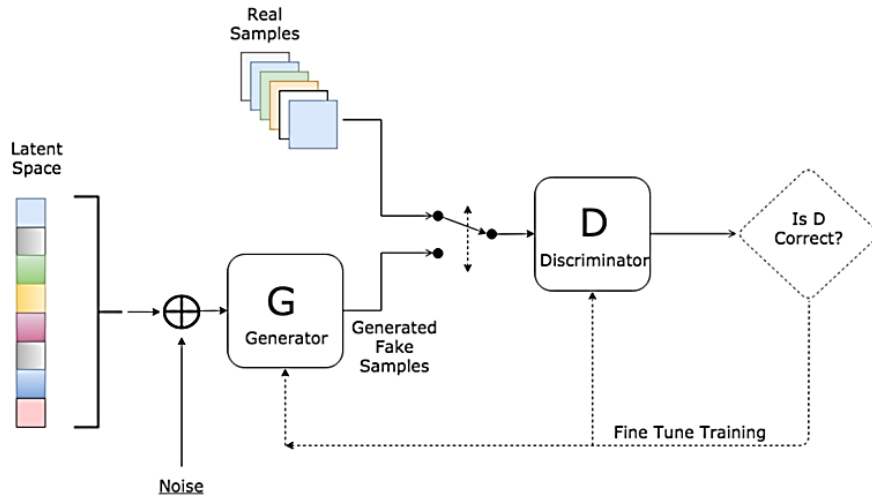 Real
Samples
Latent
Space
D
Discriminator
Is D
Correct?
G
Generator
Generated
Fake
Samples
Fine Tune Training
Noise